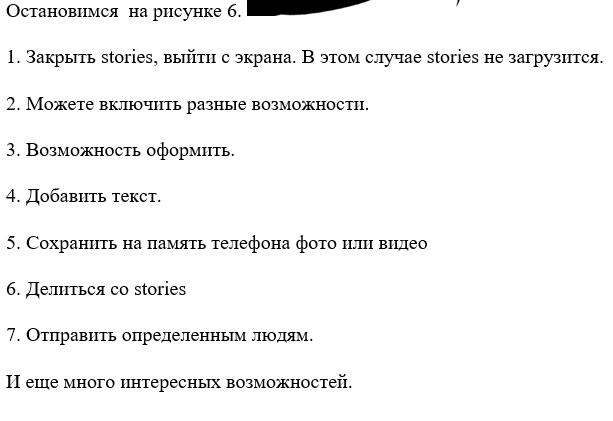 Остановимся на рисунке 6.
1. Закрыть stories, выйти с экрана. В этом случае stories не загрузится.
2. Можете включить разные возможности.
3. Возможность оформить.
4. Добавить текст.
5. Сохранить на память телефона фото или видео
6. Делиться со stories
7. Отправить определенным людям.
И еще много интересных возможностей.